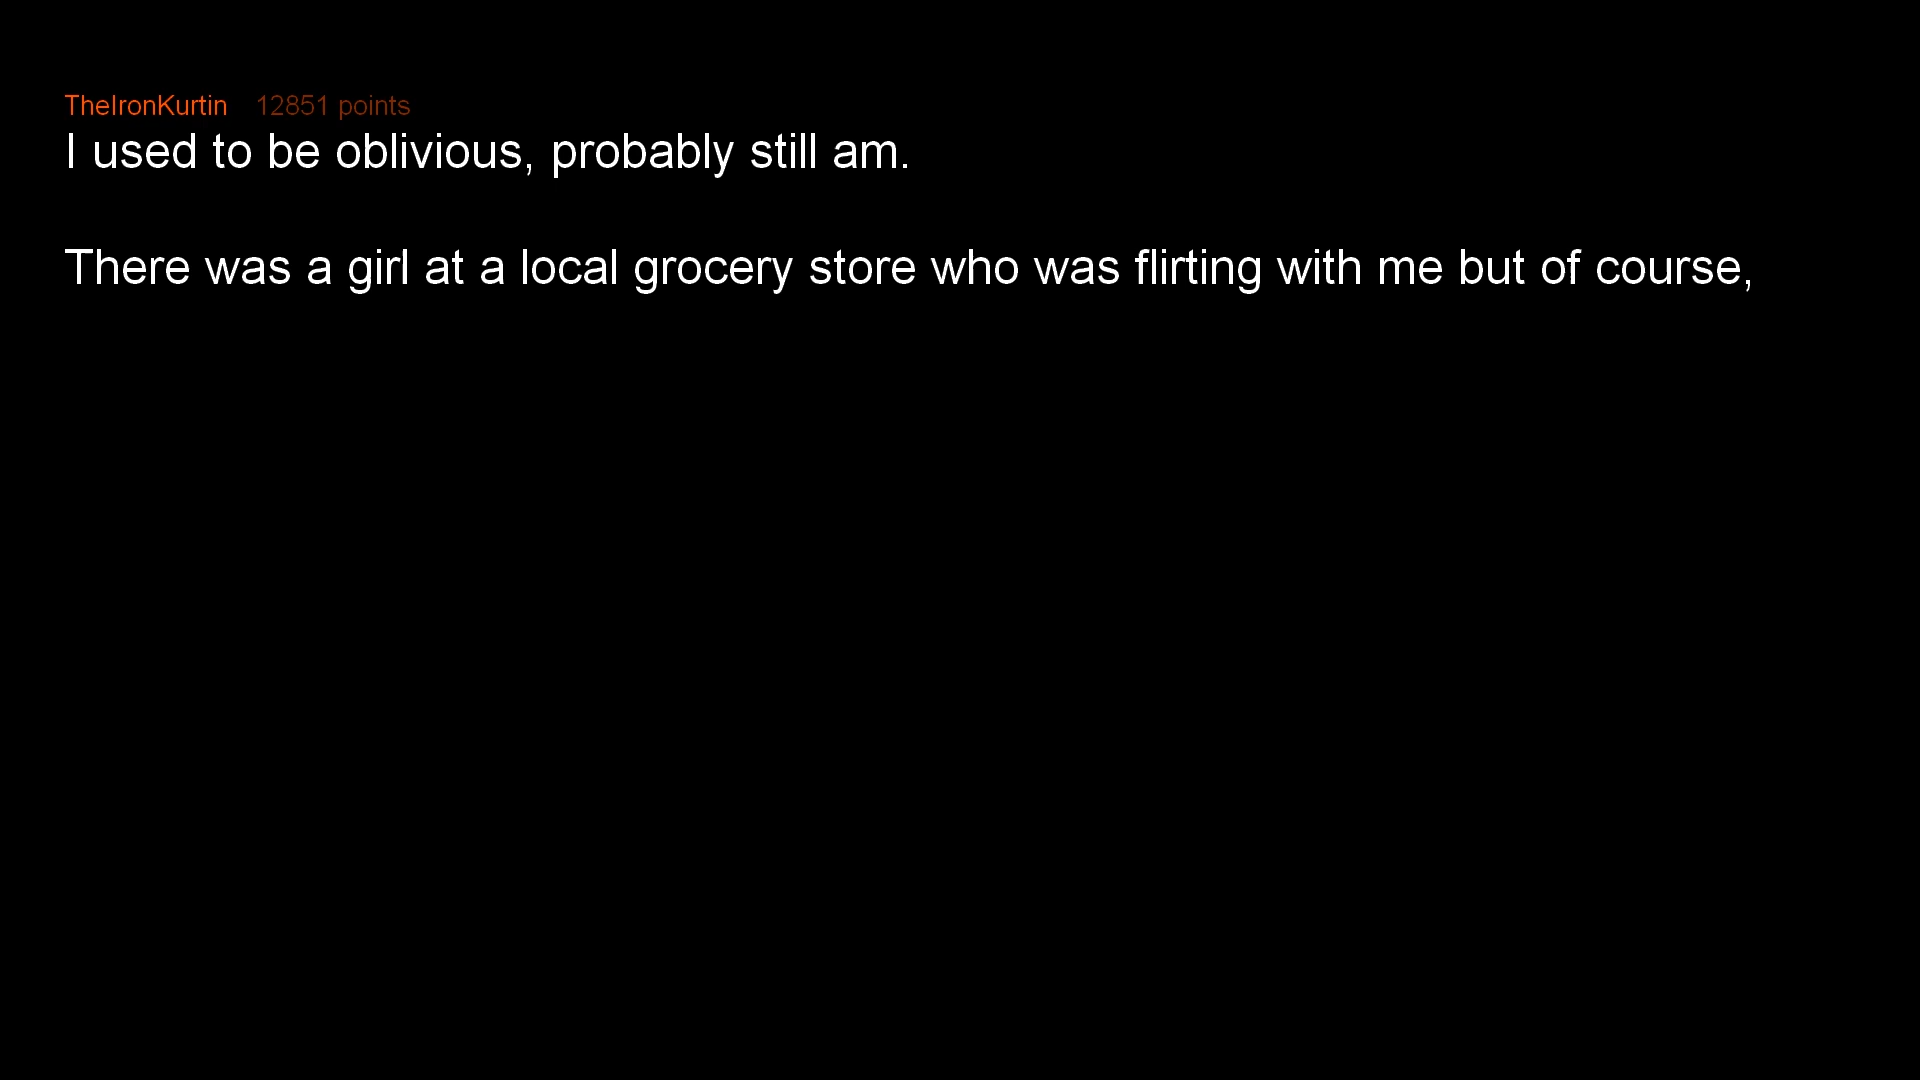 TheIronKurtin 12851 points
I used to be oblivious, probably still am.
There was a girl at a local grocery store who was flirting with me but of course,